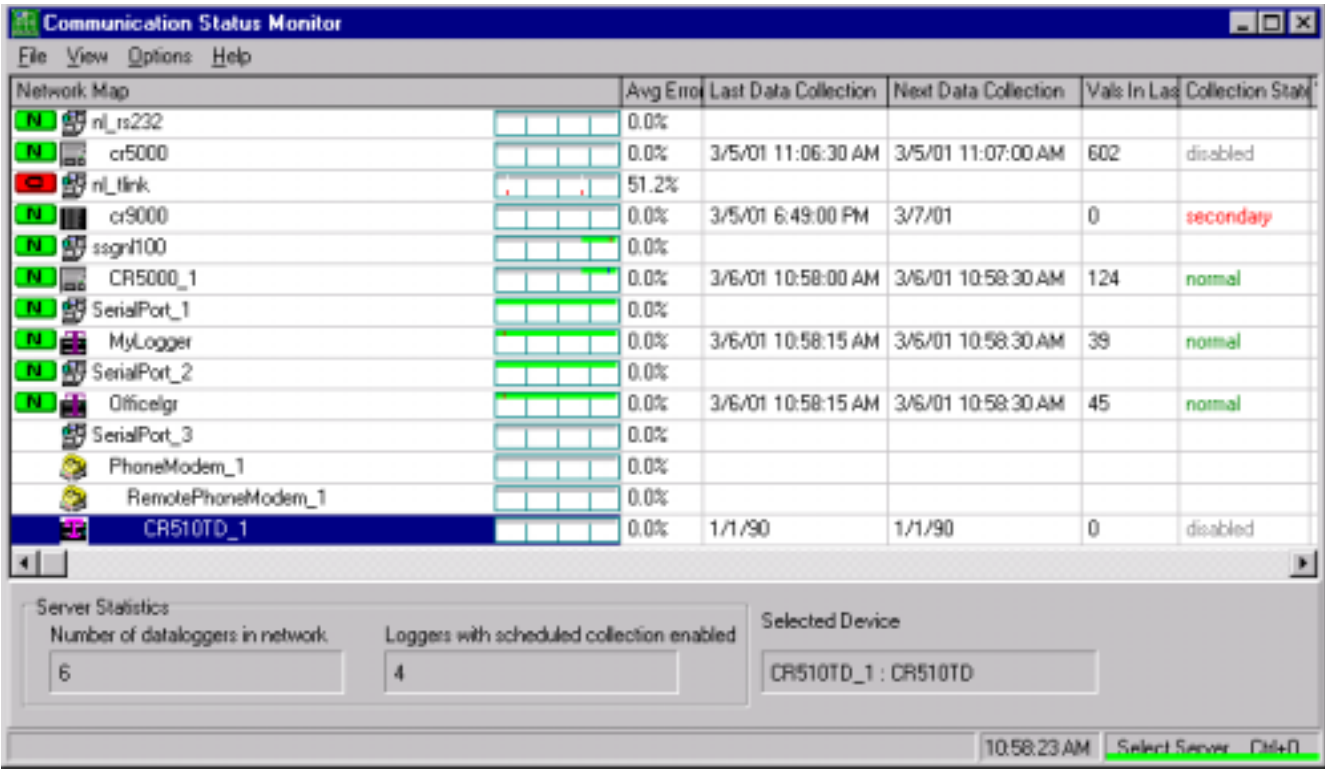 Communication Status Monitor
File View Options Help
Network Map Avg Erro Last Data Collection Next Data Collection Vals In Las Collection State
N nl_rs232 0.0%
N cr5000 0.0% 3/5/01 11:06:30 AM 3/5/01 11:07:00 AM 602 disabled
C nl_tlink 51.2%
N cr9000 0.0% 3/5/01 6:49:00 PM 3/7/01 0 secondary
N ssgnl100 0.0%
N CR5000_1 0.0% 3/6/01 10:58:00 AM 3/6/01 10:58:30 AM 124 normal
N SerialPort_1 0.0%
N MyLogger 0.0% 3/6/01 10:58:15 AM 3/6/01 10:58:30 AM 39 normal
N SerialPort_2 0.0%
N Officelgr 0.0% 3/6/01 10:58:15 AM 3/6/01 10:58:30 AM 45 normal
SerialPort_3 0.0%
PhoneModem_1 0.0%
RemotePhoneModem_1 0.0%
CR510TD_1 0.0% 1/1/90 1/1/90 0 disabled
Server Statistics
Number of dataloggers in network Loggers with scheduled collection enabled Selected Device
6 4 CR510TD_1 : CR510TD
10:58:23 AM Select Server